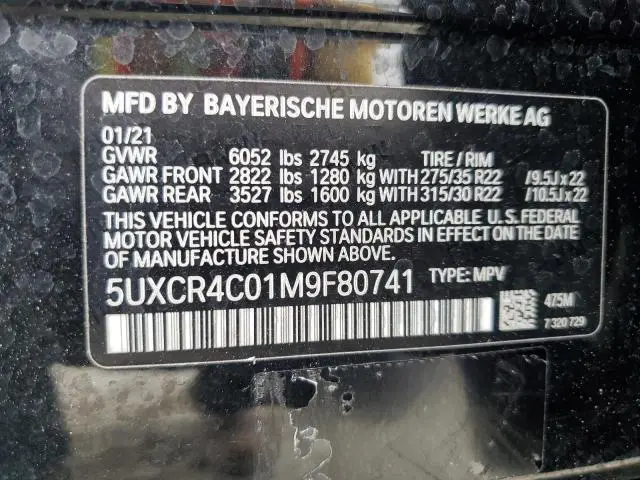 MFD BY BAYERISCHE MOTOREN WERKE AG
01/21
GVWR 6052 lbs 2745 kg TIRE / RIM
GAWR FRONT 2822 lbs 1280 kg WITH 275/35 R22 /9.5J x 22
GAWR REAR 3527 lbs 1600 kg WITH 315/30 R22 /10.5J x 22
THIS VEHICLE CONFORMS TO ALL APPLICABLE U. S. FEDERAL
MOTOR VEHICLE SAFETY STANDARDS IN EFFECT ON THE
DATE OF MANUFACTURE SHOWN ABOVE.
5UXCR4C01M9F80741 TYPE: MPV
475M
7 320 729